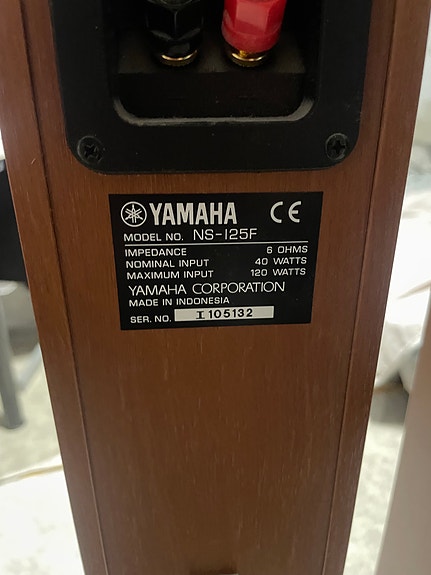 YAMAHA CE
MODEL NO. NS-125F
IMPEDANCE 6 OHMS
NOMINAL INPUT 40 WATTS
MAXIMUM INPUT 120 WATTS
YAMAHA CORPORATION
MADE IN INDONESIA
SER. NO. I 105132